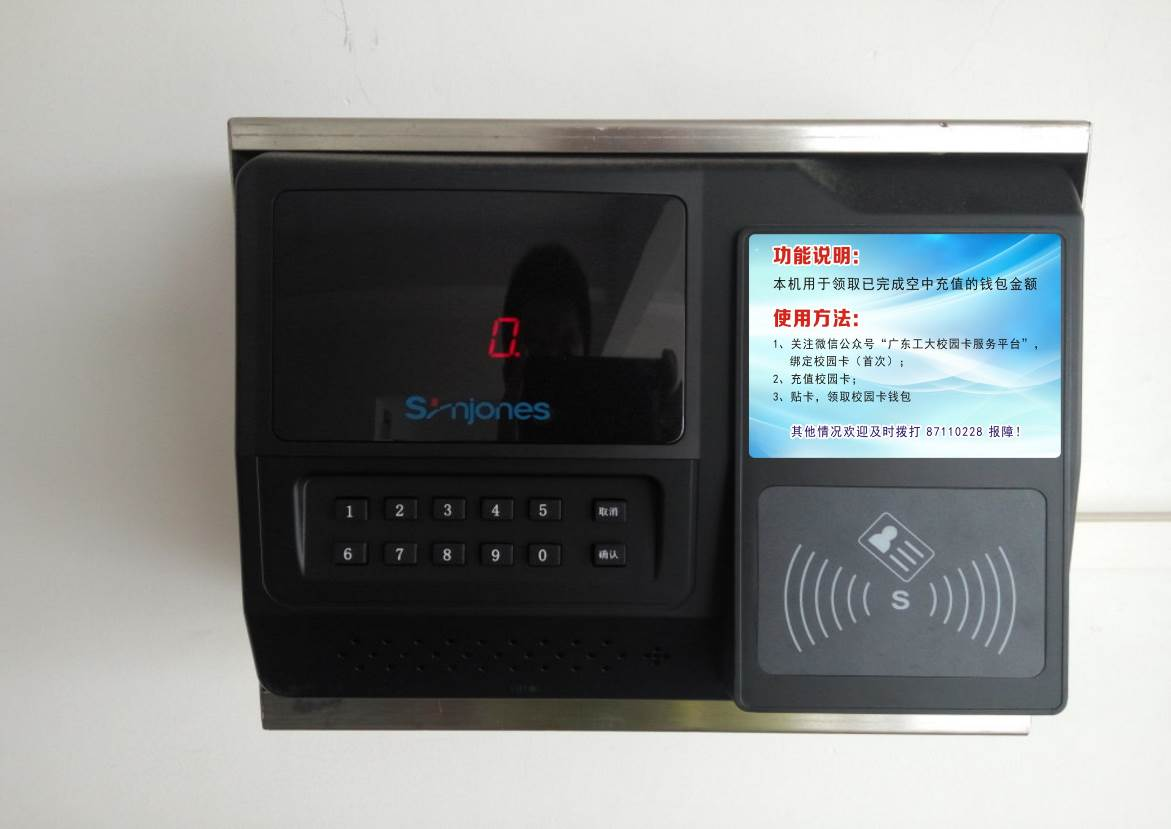 0.
Synjones
功能说明:
本机用于领取已完成空中充值的钱包金额
使用方法:
1、关注微信公众号“广东工大校园卡服务平台”,
绑定校园卡(首次);
2、充值校园卡;
3、贴卡,领取校园卡钱包
其他情况欢迎及时拨打 87110228 报障!
1 2 3 4 5 取消
6 7 8 9 0 确认
S